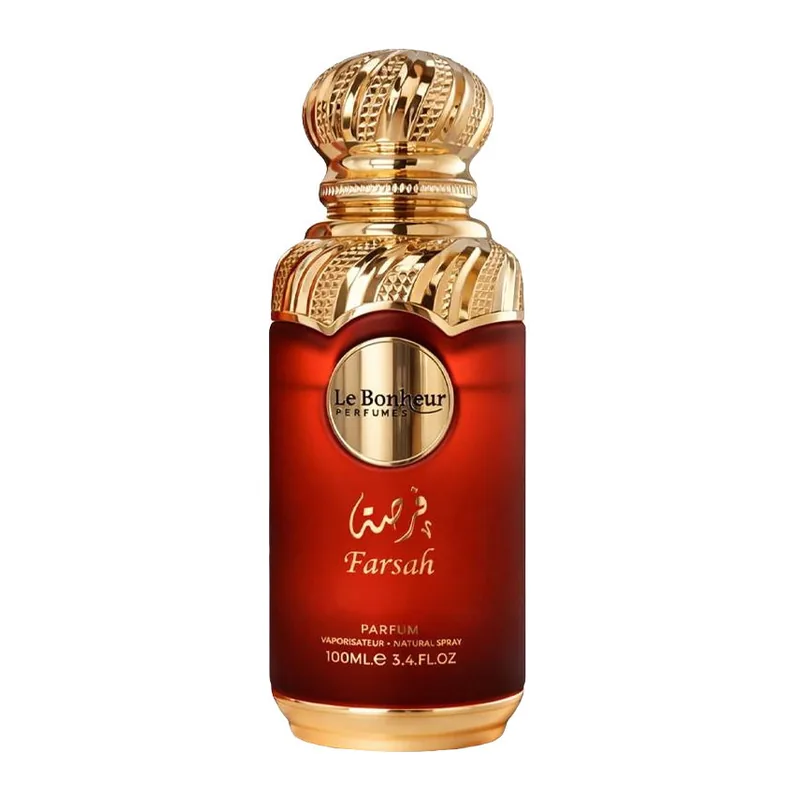 Le Bonheur
PERFUMES
فرصة
Farsah
PARFUM
VAPORISATEUR • NATURAL SPRAY
100ML.e 3.4.FL.OZ